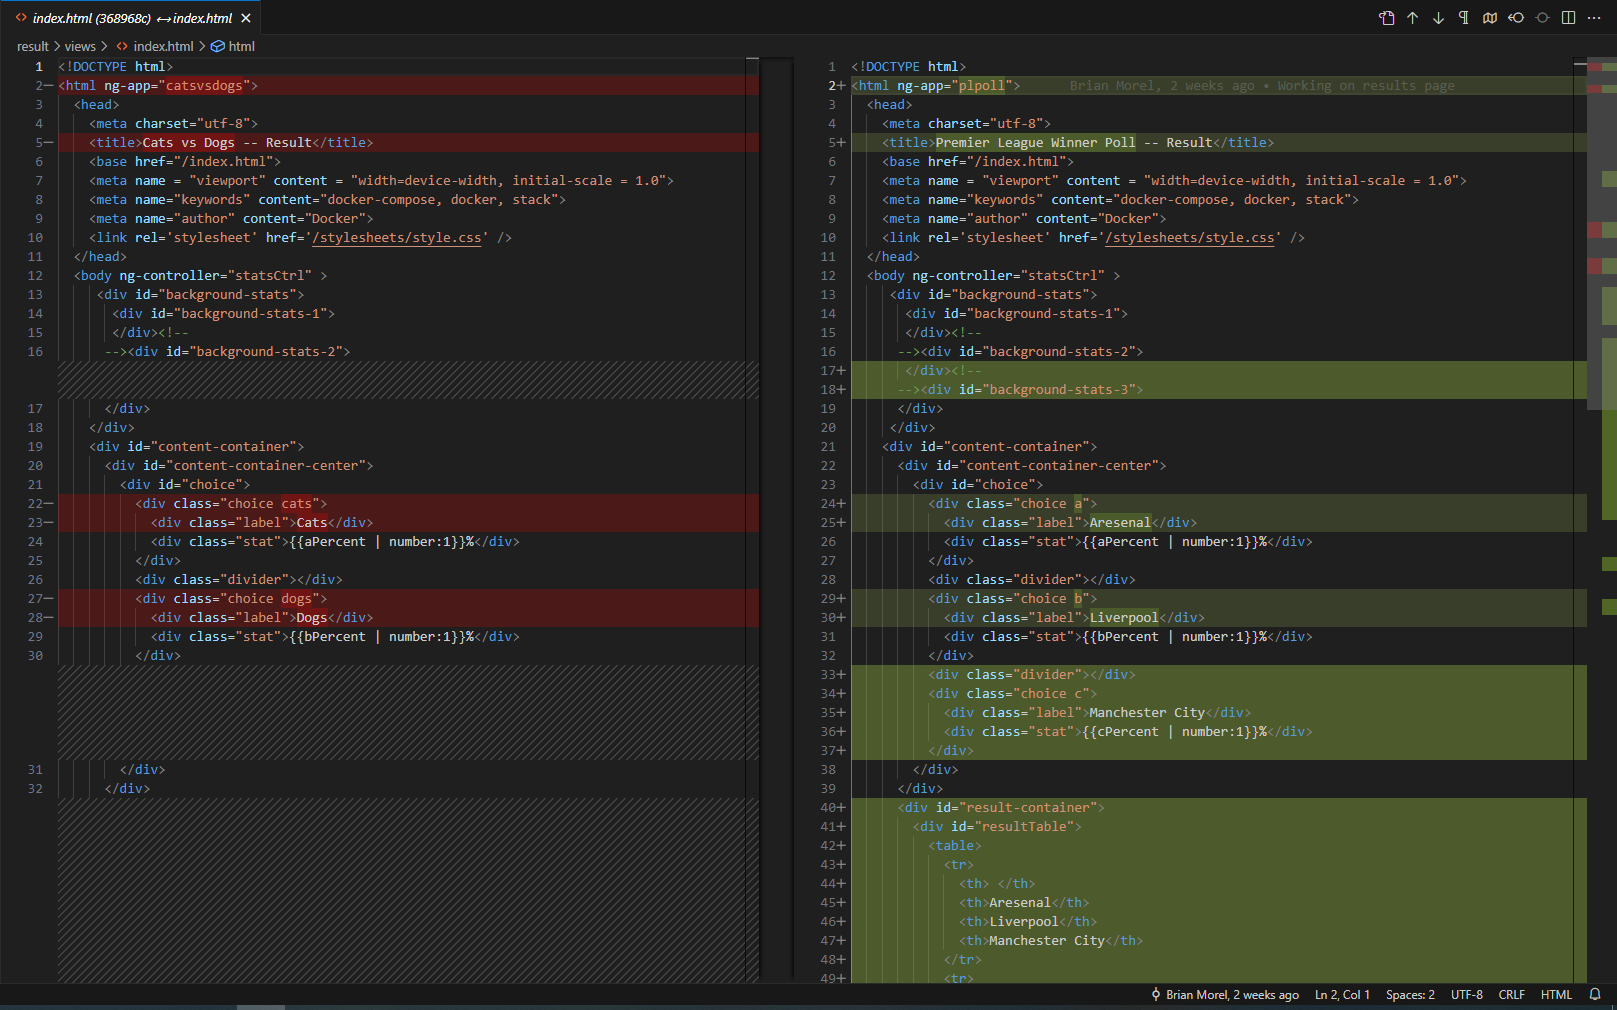 index.html (368968c) ↔ index.html
result > views > index.html > html
1 <!DOCTYPE html>
2− <html ng-app="catsvsdogs">
3 <head>
4 <meta charset="utf-8">
5− <title>Cats vs Dogs -- Result</title>
6 <base href="/index.html">
7 <meta name = "viewport" content = "width=device-width, initial-scale = 1.0">
8 <meta name="keywords" content="docker-compose, docker, stack">
9 <meta name="author" content="Docker">
10 <link rel='stylesheet' href='/stylesheets/style.css' />
11 </head>
12 <body ng-controller="statsCtrl" >
13 <div id="background-stats">
14 <div id="background-stats-1">
15 </div><!--
16 --><div id="background-stats-2">
17 </div>
18 </div>
19 <div id="content-container">
20 <div id="content-container-center">
21 <div id="choice">
22− <div class="choice cats">
23− <div class="label">Cats</div>
24 <div class="stat">{{aPercent | number:1}}%</div>
25 </div>
26 <div class="divider"></div>
27− <div class="choice dogs">
28− <div class="label">Dogs</div>
29 <div class="stat">{{bPercent | number:1}}%</div>
30 </div>
31 </div>
32 </div>
1 <!DOCTYPE html>
2+ <html ng-app="plpoll"> Brian Morel, 2 weeks ago • Working on results page
3 <head>
4 <meta charset="utf-8">
5+ <title>Premier League Winner Poll -- Result</title>
6 <base href="/index.html">
7 <meta name = "viewport" content = "width=device-width, initial-scale = 1.0">
8 <meta name="keywords" content="docker-compose, docker, stack">
9 <meta name="author" content="Docker">
10 <link rel='stylesheet' href='/stylesheets/style.css' />
11 </head>
12 <body ng-controller="statsCtrl" >
13 <div id="background-stats">
14 <div id="background-stats-1">
15 </div><!--
16 --><div id="background-stats-2">
17+ </div><!--
18+ --><div id="background-stats-3">
19 </div>
20 </div>
21 <div id="content-container">
22 <div id="content-container-center">
23 <div id="choice">
24+ <div class="choice a">
25+ <div class="label">Aresenal</div>
26 <div class="stat">{{aPercent | number:1}}%</div>
27 </div>
28 <div class="divider"></div>
29+ <div class="choice b">
30+ <div class="label">Liverpool</div>
31 <div class="stat">{{bPercent | number:1}}%</div>
32 </div>
33+ <div class="divider"></div>
34+ <div class="choice c">
35+ <div class="label">Manchester City</div>
36+ <div class="stat">{{cPercent | number:1}}%</div>
37+ </div>
38 </div>
39 </div>
40+ <div id="result-container">
41+ <div id="resultTable">
42+ <table>
43+ <tr>
44+ <th> </th>
45+ <th>Aresenal</th>
46+ <th>Liverpool</th>
47+ <th>Manchester City</th>
48+ </tr>
49+ <tr>
Brian Morel, 2 weeks ago Ln 2, Col 1 Spaces: 2 UTF-8 CRLF HTML